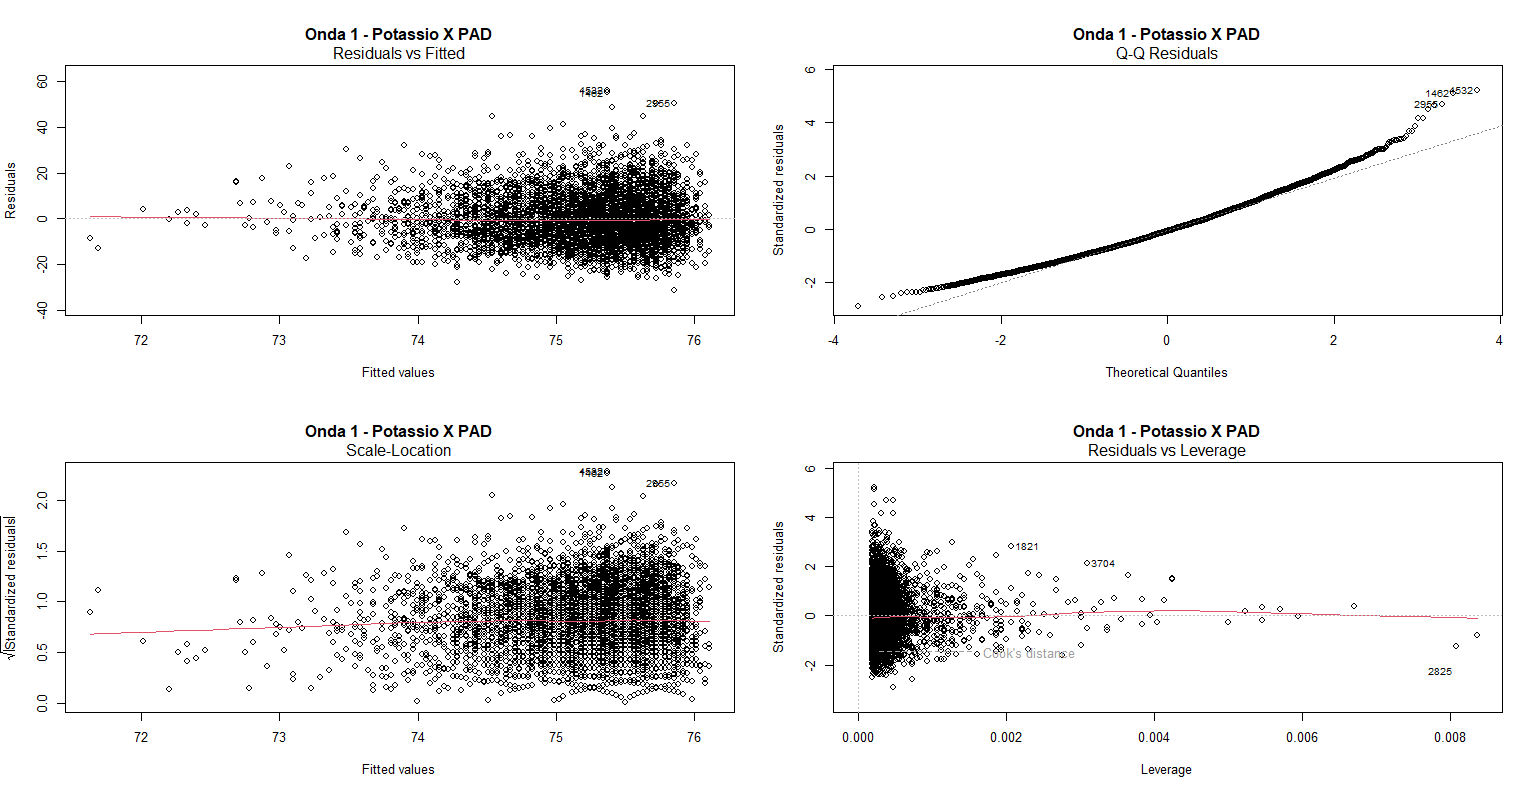 Onda 1 - Potassio X PAD
Residuals vs Fitted
Residuals
60
40
20
0
-20
-40
2955
72
73
74
75
76
Fitted values
Onda 1 - Potassio X PAD
Q-Q Residuals
Standardized residuals
6
4
2
0
-2
2955
1462
4532
-4
-2
0
2
4
Theoretical Quantiles
Onda 1 - Potassio X PAD
Scale-Location
√|Standardized residuals|
2.0
1.5
1.0
0.5
0.0
2955
72
73
74
75
76
Fitted values
Onda 1 - Potassio X PAD
Residuals vs Leverage
Standardized residuals
6
4
2
0
-2
1821
3704
Cook's distance
2825
0.000
0.002
0.004
0.006
0.008
Leverage